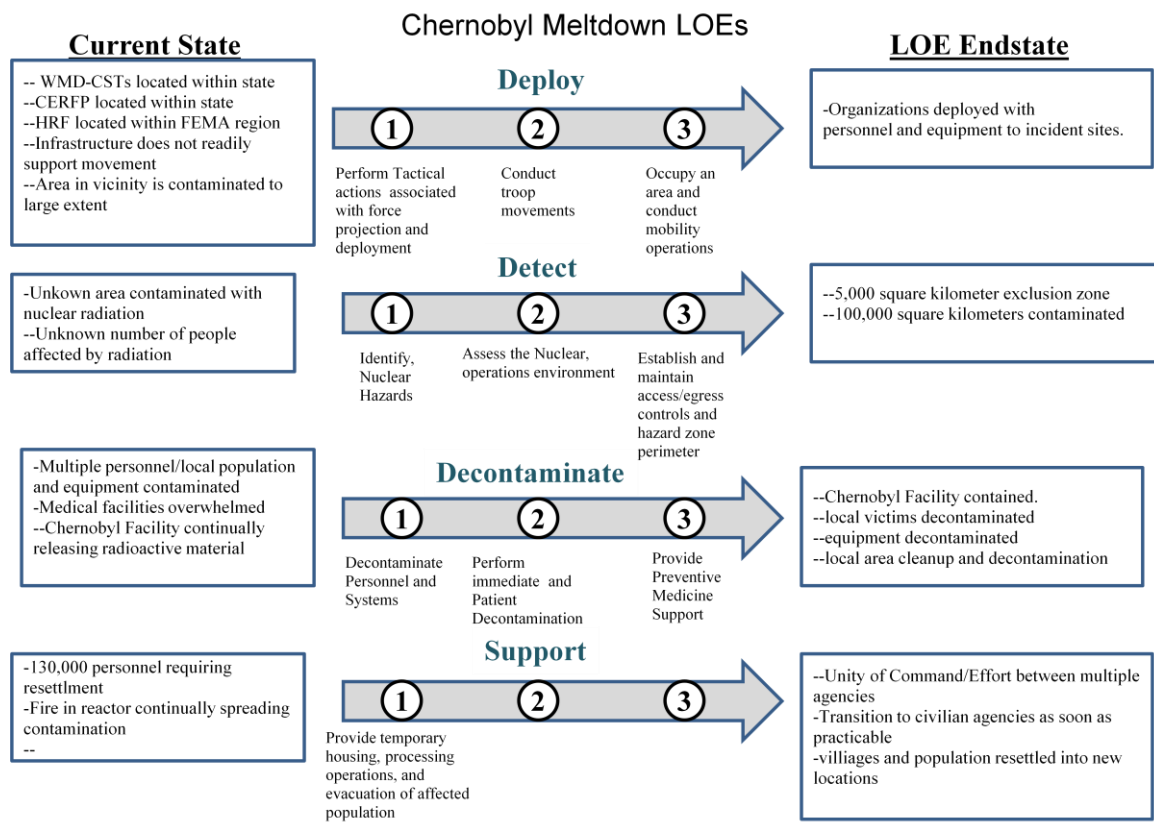 Chernobyl Meltdown LOEs
Current State
LOE Endstate
-- WMD-CSTs located within state
--CERFP located within state
--HRF located within FEMA region
--Infrastructure does not readily
support movement
--Area in vicinity is contaminated to
large extent
Deploy
1
2
3
Perform Tactical
actions associated
with force
projection and
deployment
Conduct
troop
movements
Occupy an
area and
conduct
mobility
operations
-Organizations deployed with
personnel and equipment to incident sites.
-Unkown area contaminated with
nuclear radiation
--Unknown number of people
affected by radiation
Detect
1
2
3
Identify,
Nuclear
Hazards
Assess the Nuclear,
operations environment
Establish and
maintain
access/egress
controls and
hazard zone
perimeter
--5,000 square kilometer exclusion zone
--100,000 square kilometers contaminated
-Multiple personnel/local population
and equipment contaminated
-Medical facilities overwhelmed
--Chernobyl Facility continually
releasing radioactive material
Decontaminate
1
2
3
Decontaminate
Personnel and
Systems
Perform
immediate and
Patient
Decontamination
Provide
Preventive
Medicine
Support
--Chernobyl Facility contained.
--local victims decontaminated
--equipment decontaminated
--local area cleanup and decontamination
-130,000 personnel requiring
resettlment
-Fire in reactor continually spreading
contamination
--
Support
1
2
3
Provide temporary
housing, processing
operations, and
evacuation of affected
population
--Unity of Command/Effort between multiple
agencies
-Transition to civilian agencies as soon as
practicable
-villiages and population resettled into new
locations